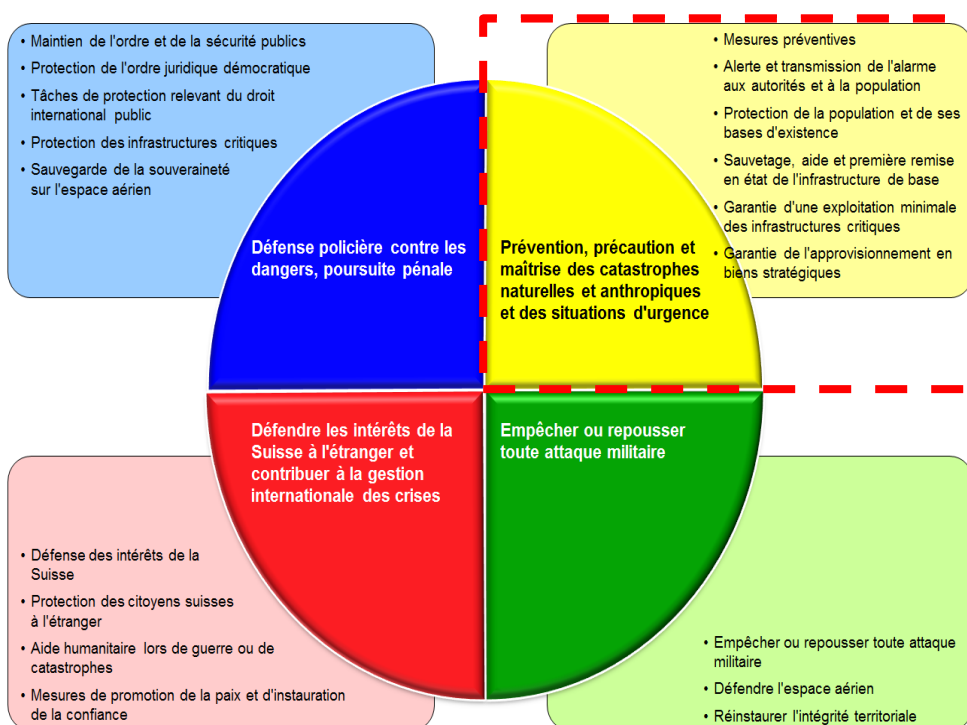 • Maintien de l'ordre et de la sécurité publics
• Protection de l'ordre juridique démocratique
• Tâches de protection relevant du droit
international public
• Protection des infrastructures critiques
• Sauvegarde de la souveraineté
sur l'espace aérien
• Mesures préventives
• Alerte et transmission de l'alarme
aux autorités et à la population
• Protection de la population et de ses
bases d'existence
• Sauvetage, aide et première remise
en état de l'infrastructure de base
• Garantie d'une exploitation minimale
des infrastructures critiques
• Garantie de l'approvisionnement en
biens stratégiques
Défense policière contre les
dangers, poursuite pénale
Prévention, précaution et
maîtrise des catastrophes
naturelles et anthropiques
et des situations d'urgence
Défendre les intérêts de la
Suisse à l'étranger et
contribuer à la gestion
internationale des crises
Empêcher ou repousser
toute attaque militaire
• Défense des intérêts de la
Suisse
• Protection des citoyens suisses
à l'étranger
• Aide humanitaire lors de guerre ou de
catastrophes
• Mesures de promotion de la paix et d'instauration
de la confiance
• Empêcher ou repousser toute attaque
militaire
• Défendre l'espace aérien
• Réinstaurer l'intégrité territoriale